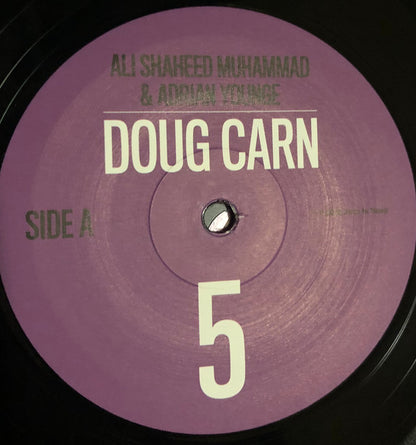 ALI SHAHEED MUHAMMAD
& ADRIAN YOUNGE
DOUG CARN
SIDE A
5